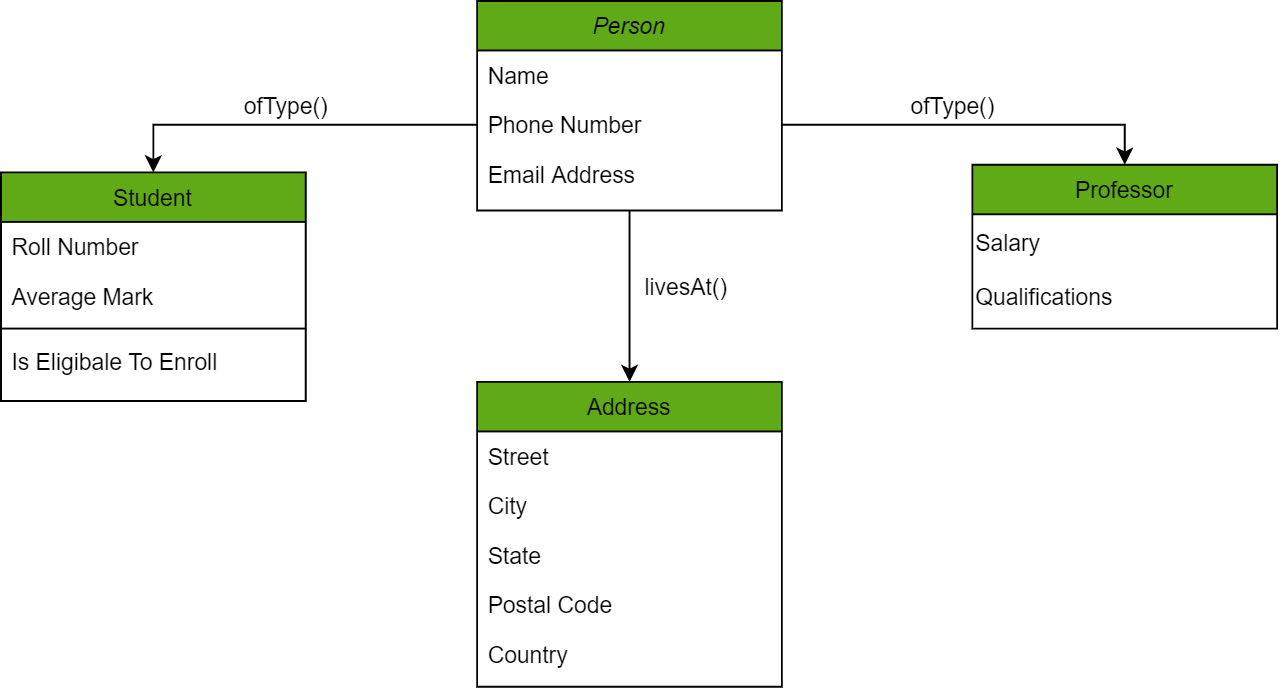 Person
Name
Phone Number
Email Address
ofType()
ofType()
Student
Roll Number
Average Mark
Is Eligibale To Enroll
livesAt()
Professor
Salary
Qualifications
Address
Street
City
State
Postal Code
Country